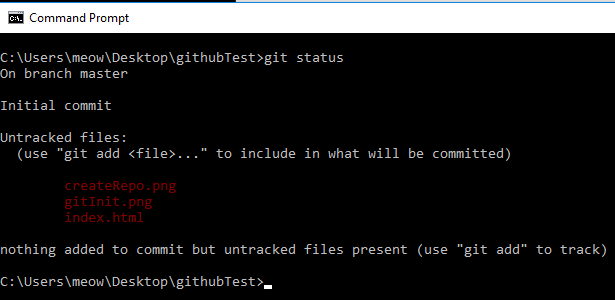 Command Prompt
C:\Users\meow\Desktop\githubTest>git status
On branch master
Initial commit
Untracked files:
(use "git add <file>..." to include in what will be committed)
createRepo.png
gitInit.png
index.html
nothing added to commit but untracked files present (use "git add" to track)
C:\Users\meow\Desktop\githubTest>